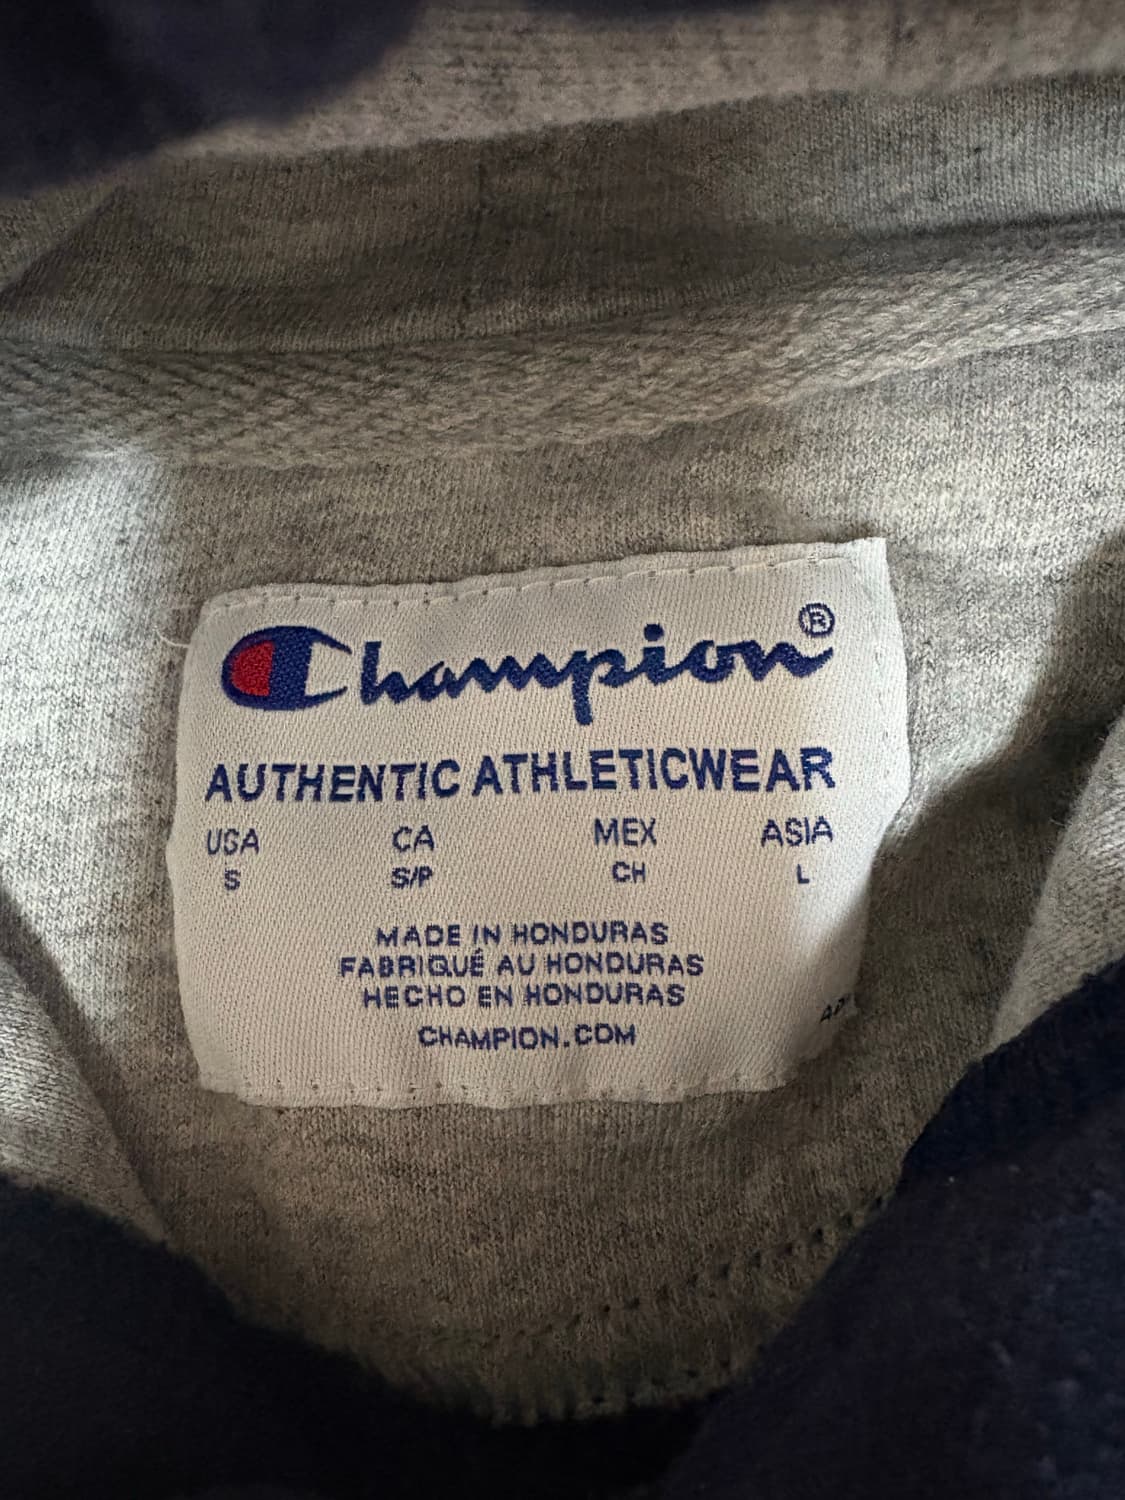 Champion®
AUTHENTIC ATHLETICWEAR
USA CA MEX ASIA
S S/P CH L
MADE IN HONDURAS
FABRIQUÉ AU HONDURAS
HECHO EN HONDURAS
CHAMPION.COM